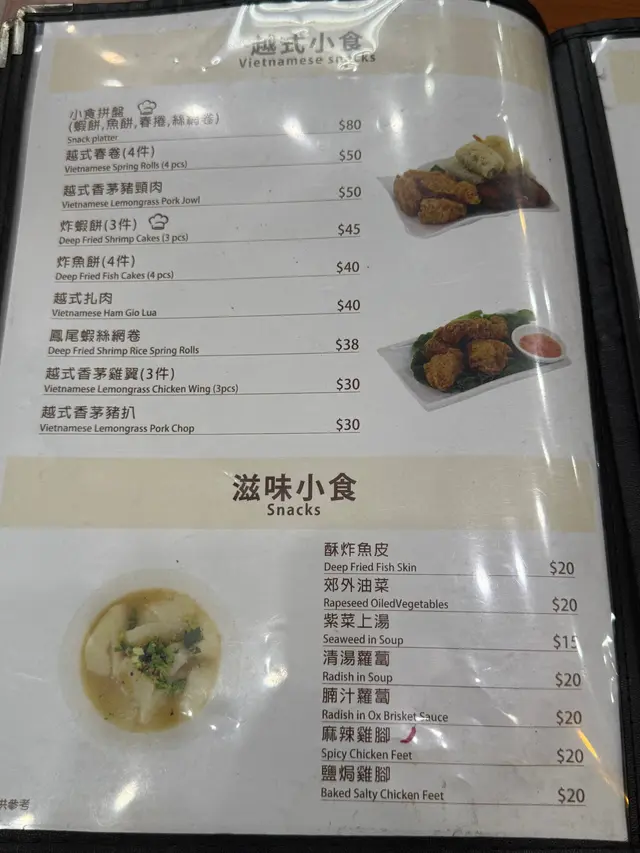 越式小食
Vietnamese snacks
小食拼盤
(蝦餅,魚餅,春捲,絲網卷)
Snack platter $80
越式春卷(4件)
Vietnamese Spring Rolls (4 pcs) $50
越式香茅豬頸肉
Vietnamese Lemongrass Pork Jowl $50
炸蝦餅(3件)
Deep Fried Shrimp Cakes (3 pcs) $45
炸魚餅(4件)
Deep Fried Fish Cakes (4 pcs) $40
越式扎肉
Vietnamese Ham Gio Lua $40
鳳尾蝦絲網卷
Deep Fried Shrimp Rice Spring Rolls $38
越式香茅雞翼(3件)
Vietnamese Lemongrass Chicken Wing (3pcs) $30
越式香茅豬扒
Vietnamese Lemongrass Pork Chop $30
滋味小食
Snacks
酥炸魚皮
Deep Fried Fish Skin $20
郊外油菜
Rapeseed OiledVegetables $20
紫菜上湯
Seaweed in Soup $15
清湯蘿蔔
Radish in Soup $20
腩汁蘿蔔
Radish in Ox Brisket Sauce $20
麻辣雞腳
Spicy Chicken Feet $20
鹽焗雞腳
Baked Salty Chicken Feet $20
供參考